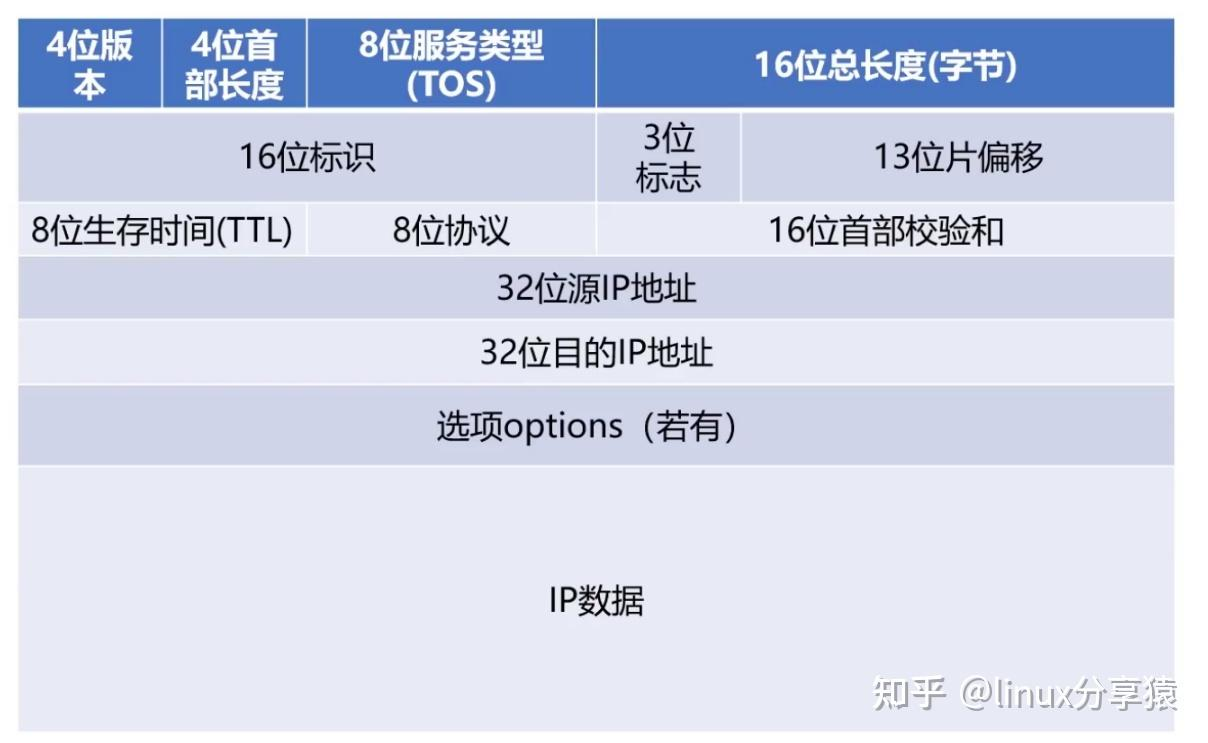 4位版
本
4位首
部长度
8位服务类型
(TOS)
16位总长度(字节)
16位标识
3位
标志
13位片偏移
8位生存时间(TTL)
8位协议
16位首部校验和
32位源IP地址
32位目的IP地址
选项options（若有）
IP数据
知乎 @linux分享猿